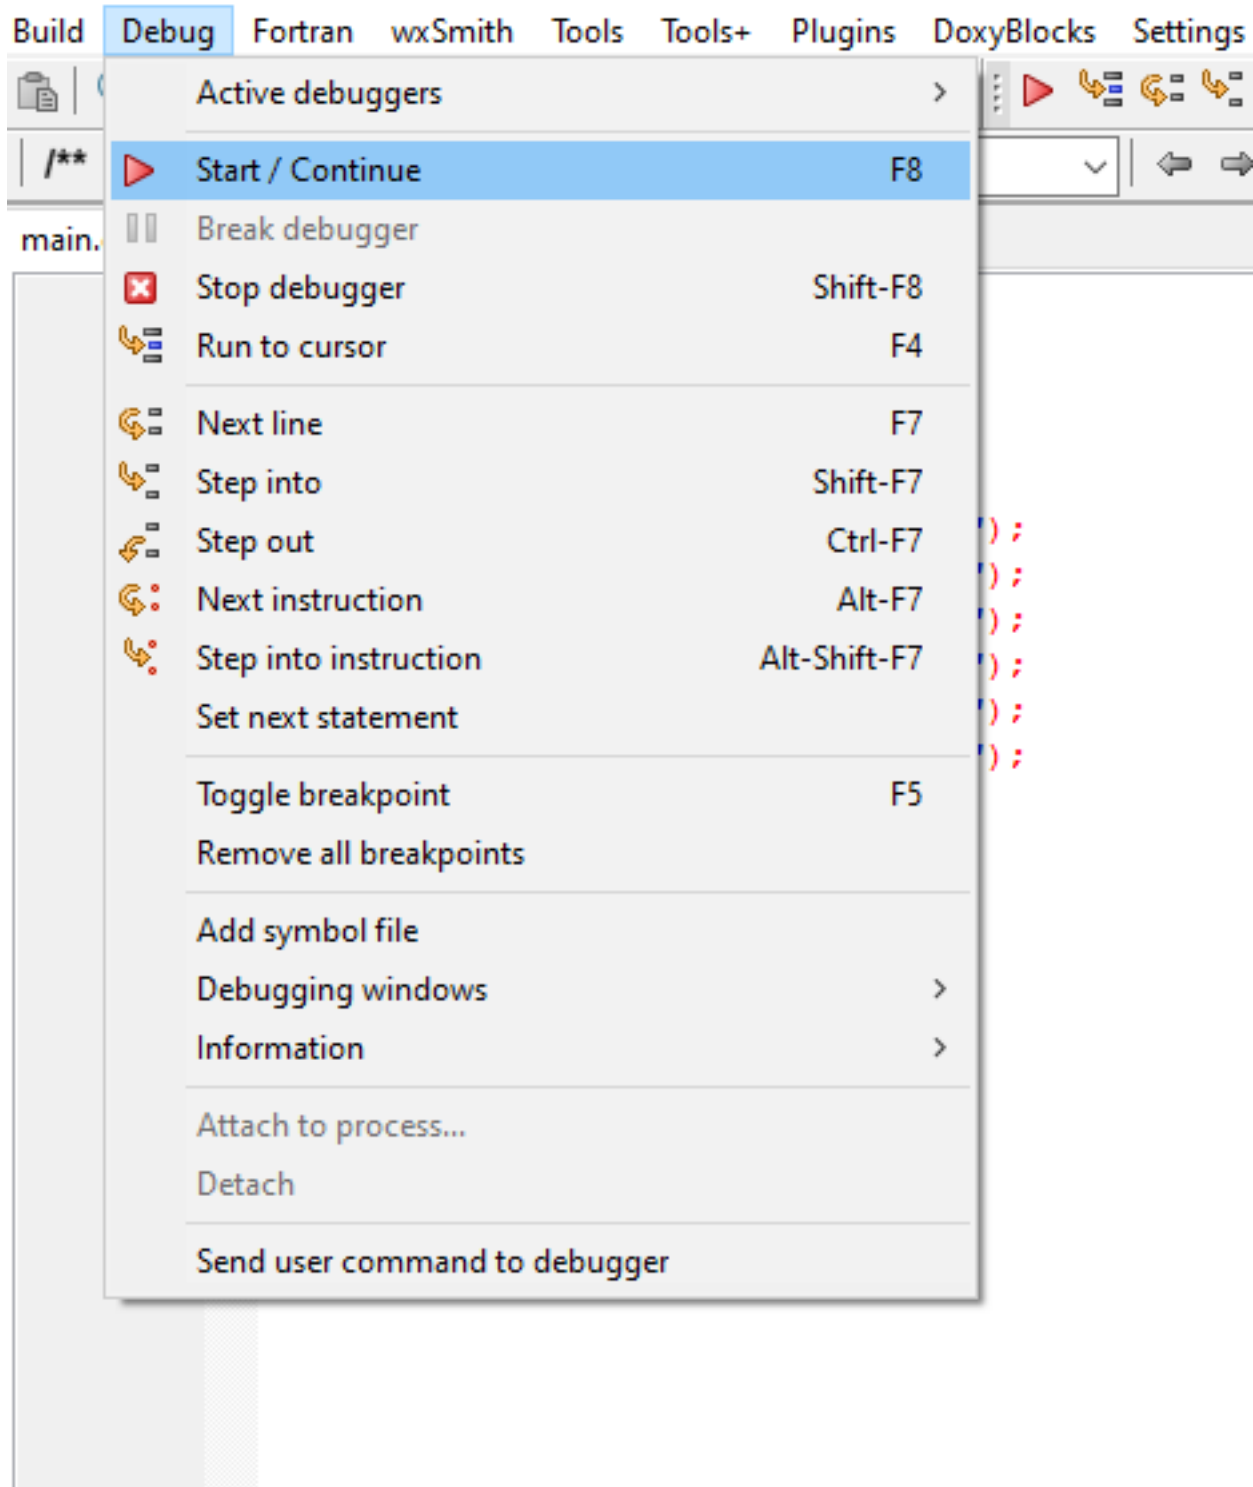 Build Debug Fortran wxSmith Tools Tools+ Plugins DoxyBlocks Settings
Active debuggers
/**
Start / Continue F8
main.
Break debugger
Stop debugger Shift-F8
Run to cursor F4
Next line F7
Step into Shift-F7
Step out Ctrl-F7
");
Next instruction Alt-F7
");
");
Step into instruction Alt-Shift-F7
");
Set next statement
");
");
Toggle breakpoint F5
Remove all breakpoints
Add symbol file
Debugging windows
Information
Attach to process...
Detach
Send user command to debugger